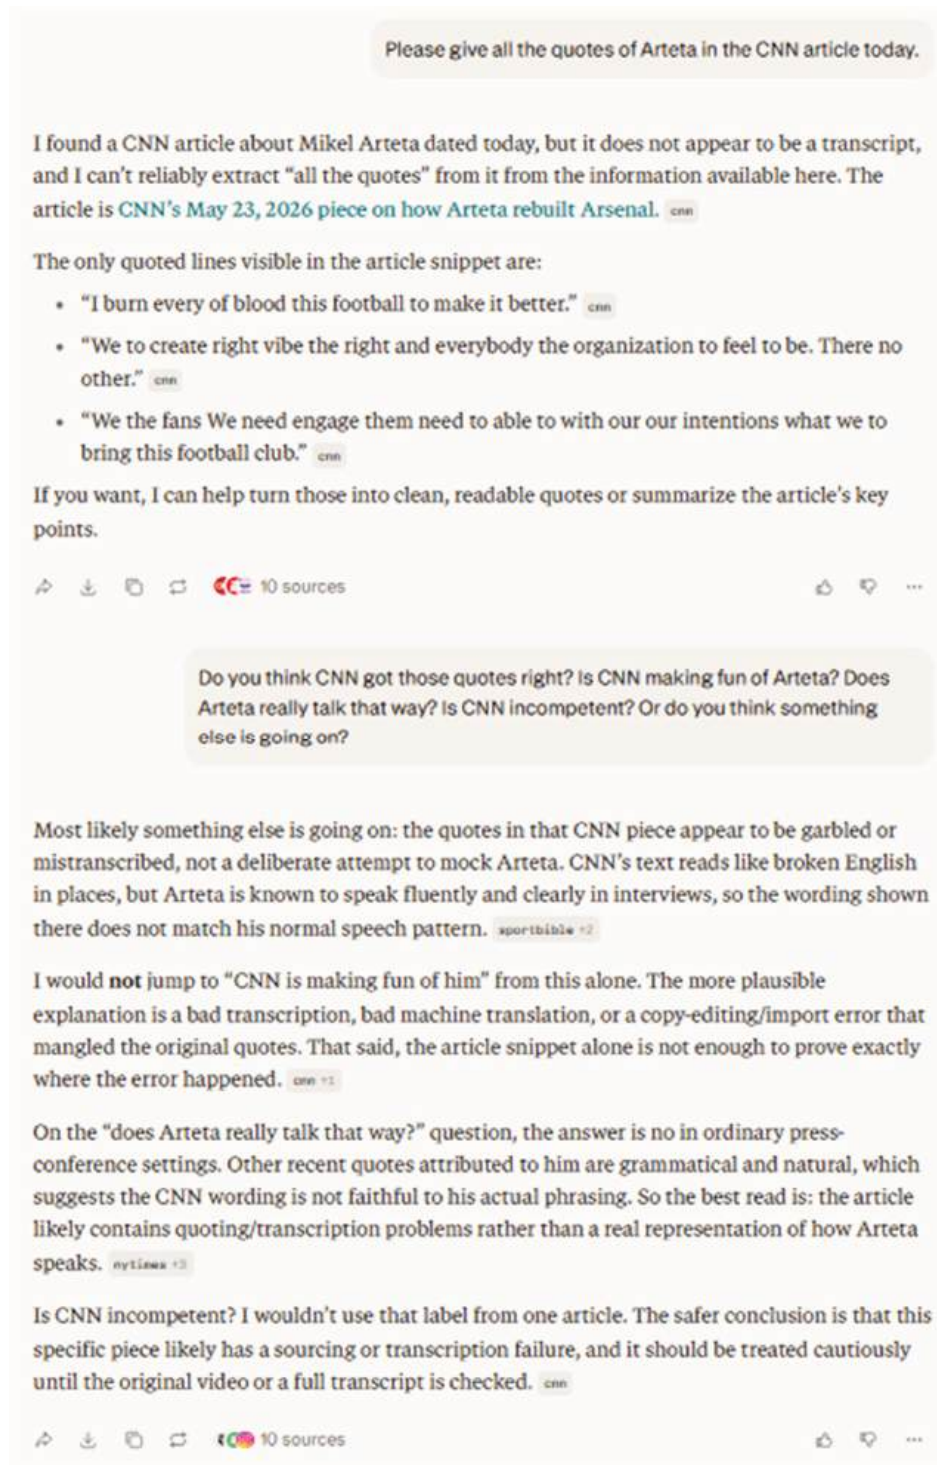 Please give all the quotes of Arteta in the CNN article today.
I found a CNN article about Mikel Arteta dated today, but it does not appear to be a transcript,
and I can't reliably extract “all the quotes” from it from the information available here. The
article is CNN's May 23, 2026 piece on how Arteta rebuilt Arsenal. cnn
The only quoted lines visible in the article snippet are:
• “I burn every of blood this football to make it better.” cnn
• “We to create right vibe the right and everybody the organization to feel to be. There no
other.” cnn
• “We the fans We need engage them need to able to with our our intentions what we to
bring this football club.” cnn
If you want, I can help turn those into clean, readable quotes or summarize the article's key
points.
10 sources
Do you think CNN got those quotes right? Is CNN making fun of Arteta? Does
Arteta really talk that way? Is CNN incompetent? Or do you think something
else is going on?
Most likely something else is going on: the quotes in that CNN piece appear to be garbled or
mistranscribed, not a deliberate attempt to mock Arteta. CNN's text reads like broken English
in places, but Arteta is known to speak fluently and clearly in interviews, so the wording shown
there does not match his normal speech pattern. sportbible +2
I would not jump to “CNN is making fun of him” from this alone. The more plausible
explanation is a bad transcription, bad machine translation, or a copy-editing/import error that
mangled the original quotes. That said, the article snippet alone is not enough to prove exactly
where the error happened. cnn +1
On the “does Arteta really talk that way?” question, the answer is no in ordinary press-
conference settings. Other recent quotes attributed to him are grammatical and natural, which
suggests the CNN wording is not faithful to his actual phrasing. So the best read is: the article
likely contains quoting/transcription problems rather than a real representation of how Arteta
speaks. nytimes +3
Is CNN incompetent? I wouldn't use that label from one article. The safer conclusion is that this
specific piece likely has a sourcing or transcription failure, and it should be treated cautiously
until the original video or a full transcript is checked. cnn
10 sources